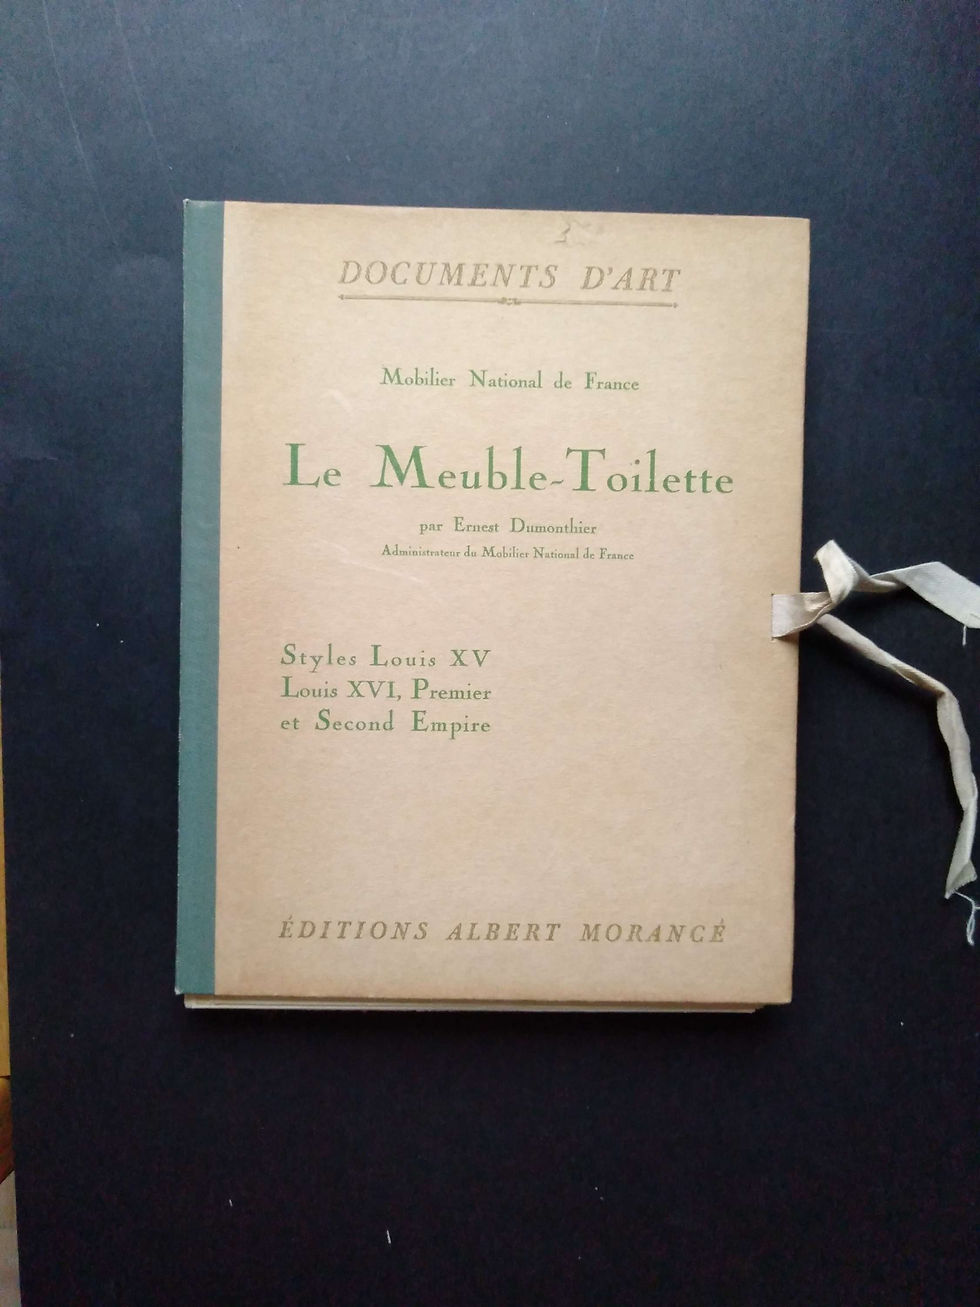 DOCUMENTS D'ART
Mobilier National de France
Le Meuble-Toilette
par Ernest Dumonthier
Administrateur du Mobilier National de France
Styles Louis XV
Louis XVI, Premier
et Second Empire
ÉDITIONS ALBERT MORANCÉ